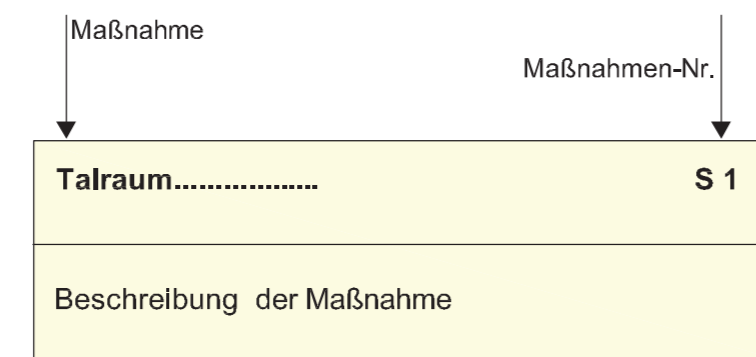 Maßnahme
Maßnahmen-Nr.
Talraum.................. S 1
Beschreibung der Maßnahme